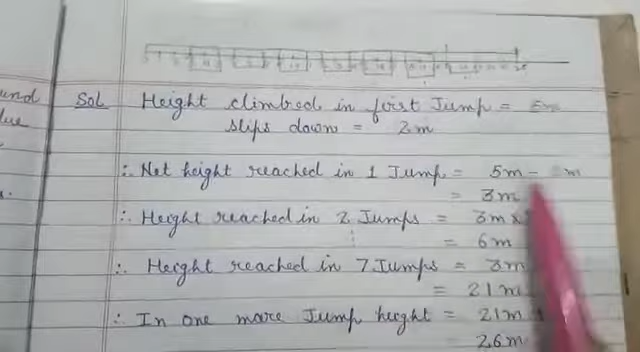 und
lue
Sol Height climbed in first Jump = 5m
slips down = 2m
∴ Net height reached in 1 Jump = 5m - m
= 3m
∴ Height reached in 2 Jumps = 3m ×
= 6m
∴ Height reached in 7 Jumps = 3m
= 21m
∴ In one more Jump height = 21m
= 26m